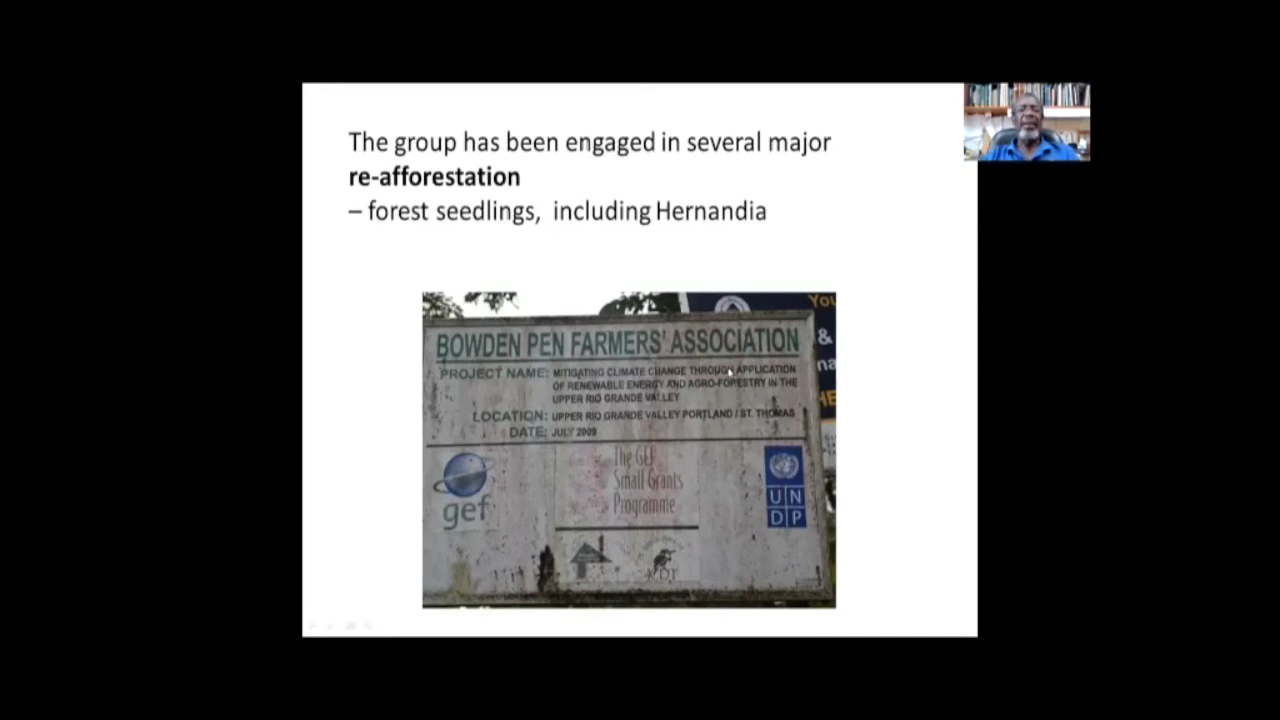 The group has been engaged in several major
re-afforestation
– forest seedlings, including Hernandia
You
&
BOWDEN PEN FARMERS' ASSOCIATION
PROJECT NAME: MITIGATING CLIMATE CHANGE THROUGH APPLICATION
OF RENEWABLE ENERGY AND AGRO-FORESTRY IN THE
UPPER RIO GRANDE VALLEY
LOCATION: UPPER RIO GRANDE VALLEY PORTLAND / ST. THOMAS
DATE: JULY 2009
gef
The GEF
Small Grants
Programme
UN
DP